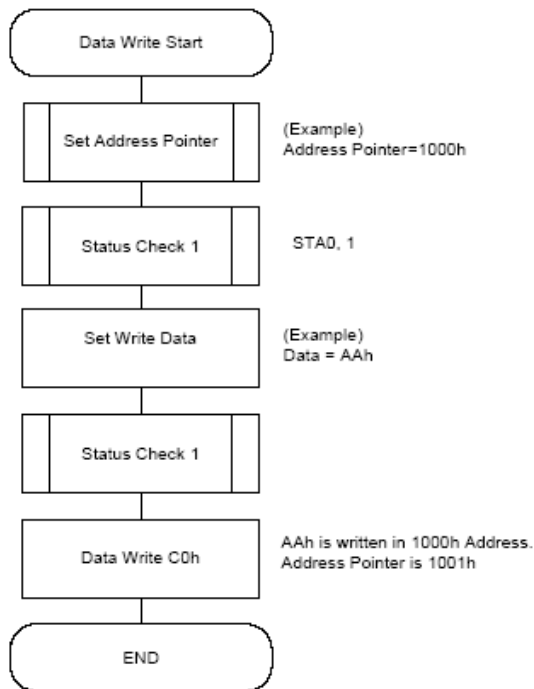 Data Write Start
Set Address Pointer
(Example)
Address Pointer=1000h
Status Check 1
STA0, 1
Set Write Data
(Example)
Data = AAh
Status Check 1
Data Write C0h
AAh is written in 1000h Address.
Address Pointer is 1001h
END